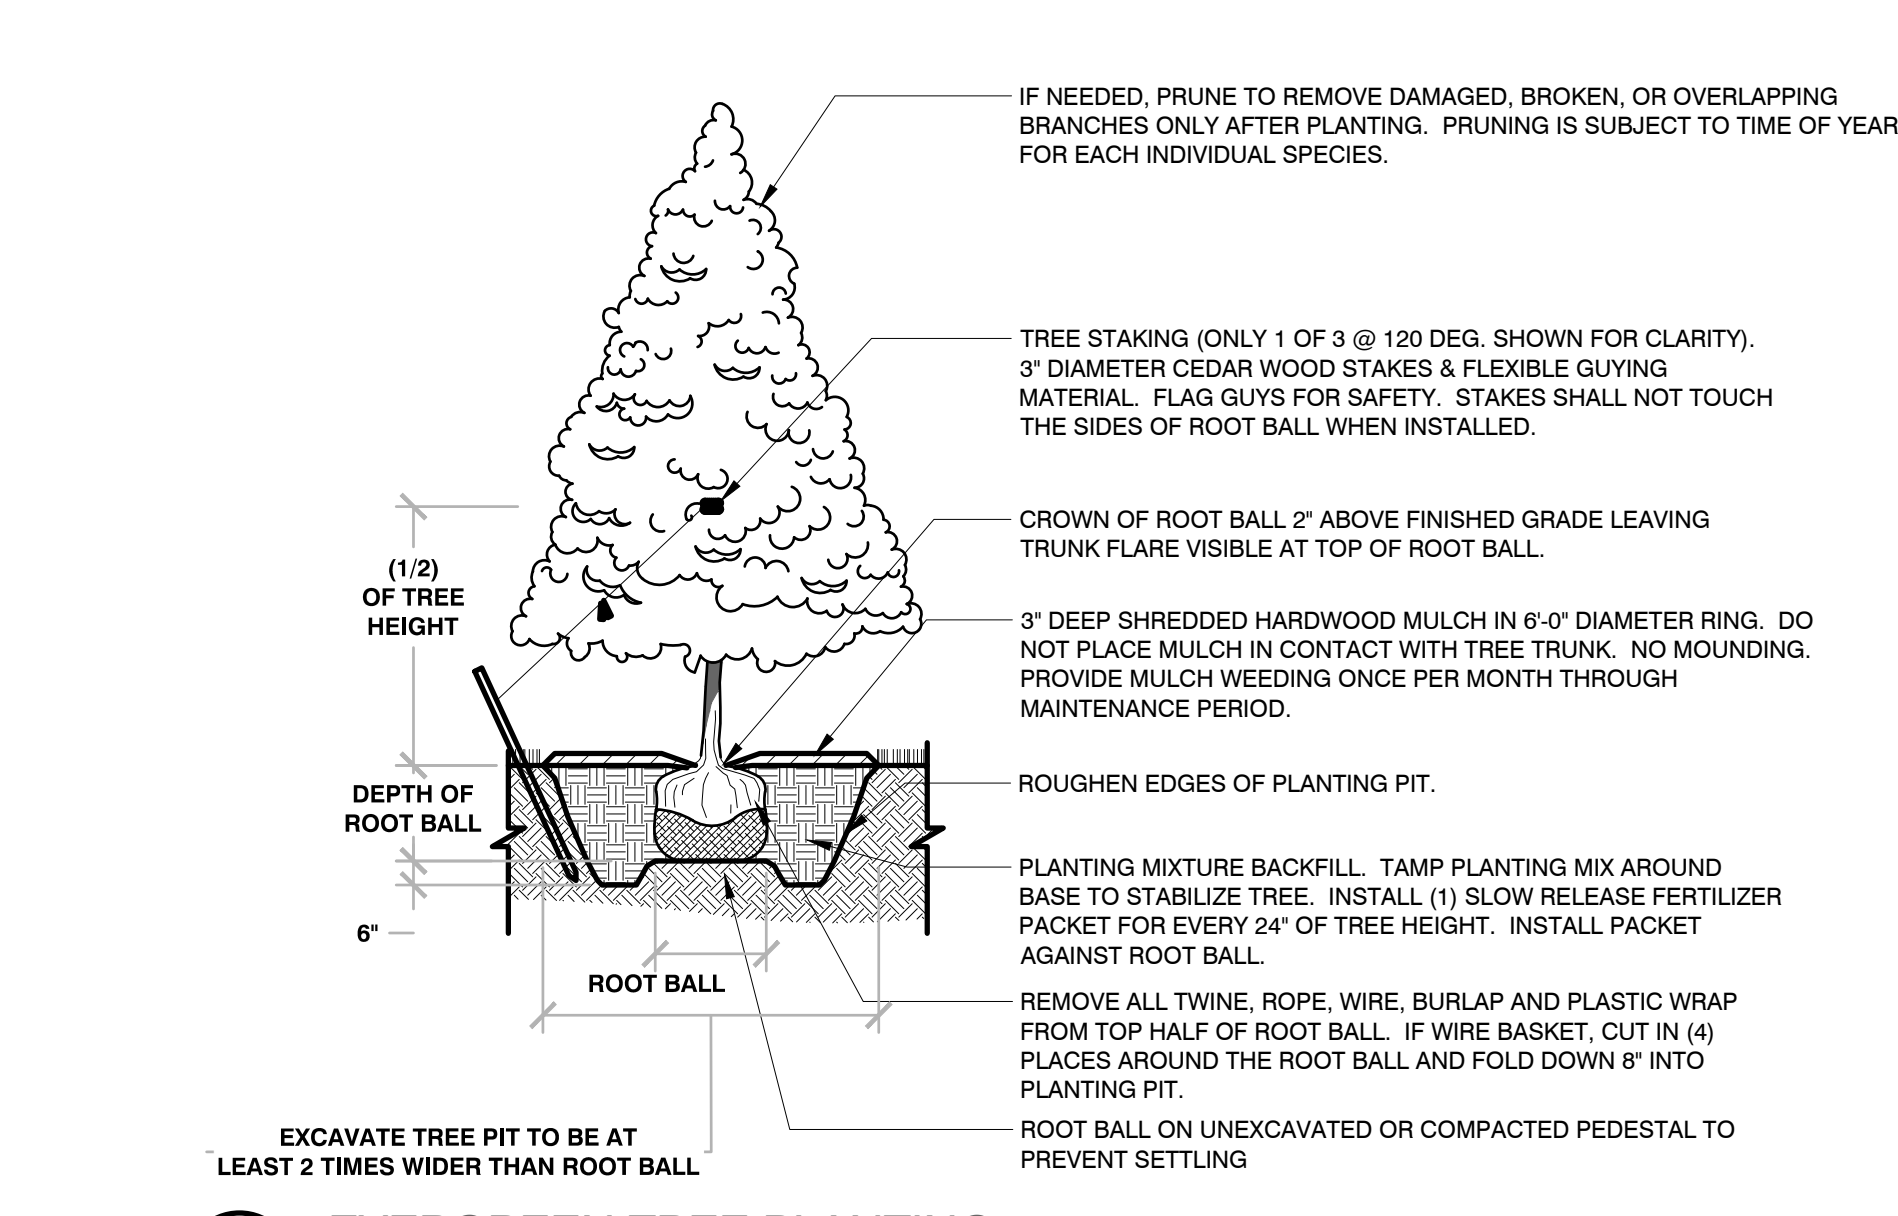 IF NEEDED, PRUNE TO REMOVE DAMAGED, BROKEN, OR OVERLAPPING
BRANCHES ONLY AFTER PLANTING. PRUNING IS SUBJECT TO TIME OF YEAR
FOR EACH INDIVIDUAL SPECIES.
TREE STAKING (ONLY 1 OF 3 @ 120 DEG. SHOWN FOR CLARITY).
3" DIAMETER CEDAR WOOD STAKES & FLEXIBLE GUYING
MATERIAL. FLAG GUYS FOR SAFETY. STAKES SHALL NOT TOUCH
THE SIDES OF ROOT BALL WHEN INSTALLED.
CROWN OF ROOT BALL 2" ABOVE FINISHED GRADE LEAVING
TRUNK FLARE VISIBLE AT TOP OF ROOT BALL.
(1/2)
OF TREE
HEIGHT
3" DEEP SHREDDED HARDWOOD MULCH IN 6'-0" DIAMETER RING. DO
NOT PLACE MULCH IN CONTACT WITH TREE TRUNK. NO MOUNDING.
PROVIDE MULCH WEEDING ONCE PER MONTH THROUGH
MAINTENANCE PERIOD.
ROUGHEN EDGES OF PLANTING PIT.
DEPTH OF
ROOT BALL
PLANTING MIXTURE BACKFILL. TAMP PLANTING MIX AROUND
BASE TO STABILIZE TREE. INSTALL (1) SLOW RELEASE FERTILIZER
PACKET FOR EVERY 24" OF TREE HEIGHT. INSTALL PACKET
AGAINST ROOT BALL.
6"
ROOT BALL
REMOVE ALL TWINE, ROPE, WIRE, BURLAP AND PLASTIC WRAP
FROM TOP HALF OF ROOT BALL. IF WIRE BASKET, CUT IN (4)
PLACES AROUND THE ROOT BALL AND FOLD DOWN 8" INTO
PLANTING PIT.
ROOT BALL ON UNEXCAVATED OR COMPACTED PEDESTAL TO
PREVENT SETTLING
EXCAVATE TREE PIT TO BE AT
LEAST 2 TIMES WIDER THAN ROOT BALL
EVERGREEN TREE PLANTING